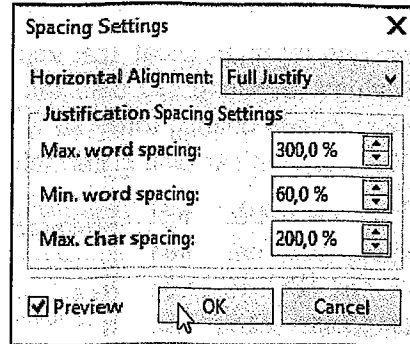 Spacing Settings X
Horizontal Alignment: Full Justify
Justification Spacing Settings
Max. word spacing: 300,0 %
Min. word spacing: 60,0 %
Max. char spacing: 200,0 %
Preview OK Cancel